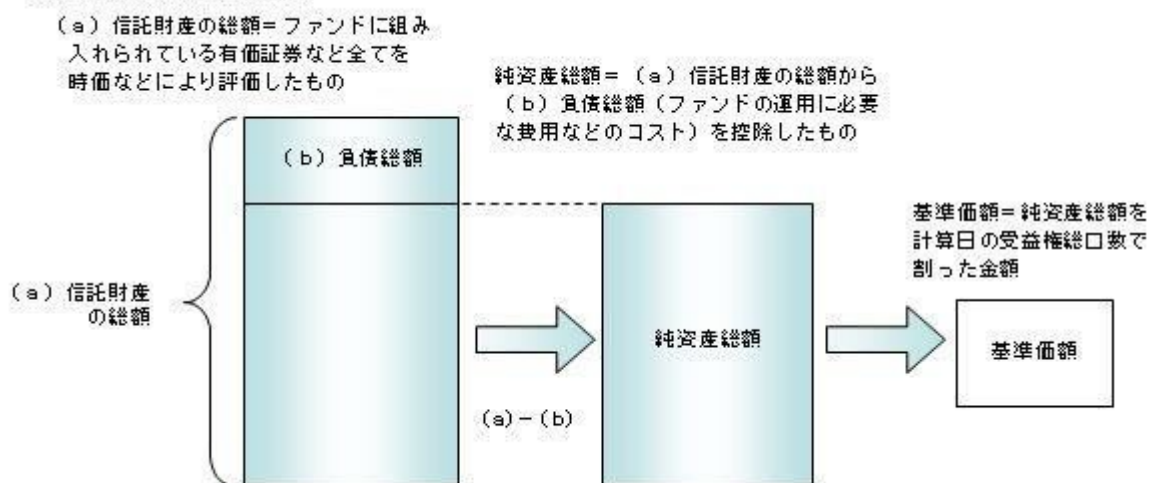 （a）信託財産の総額＝ファンドに組み
入れられている有価証券など全てを
時価などにより評価したもの
純資産総額＝（a）信託財産の総額から
（b）負債総額（ファンドの運用に必要
な費用などのコスト）を控除したもの
（b）負債総額
基準価額＝純資産総額を
計算日の受益権総口数で
割った金額
（a）信託財産
の総額
純資産総額
基準価額
（a）－（b）